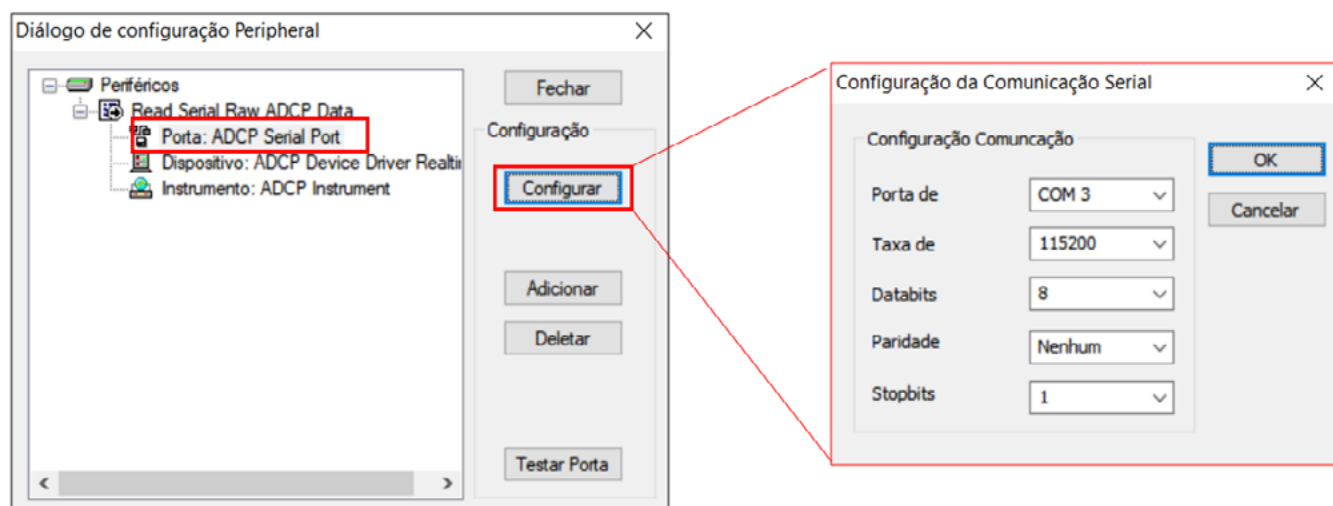 Diálogo de configuração Peripheral
Periféricos
Read Serial Raw ADCP Data
Porta: ADCP Serial Port
Dispositivo: ADCP Device Driver Realti
Instrumento: ADCP Instrument
Fechar
Configuração
Configurar
Adicionar
Deletar
Testar Porta
Configuração da Comunicação Serial
Configuração Comuncação
Porta de COM 3
Taxa de 115200
Databits 8
Paridade Nenhum
Stopbits 1
OK
Cancelar